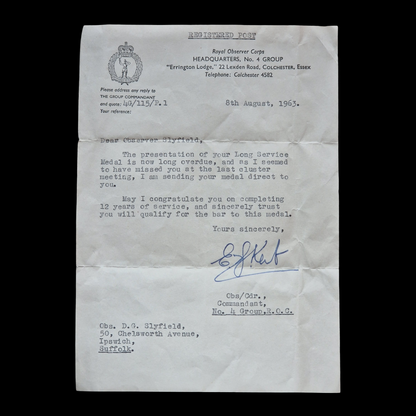 REGISTERED POST
Royal Observer Corps
HEADQUARTERS, No. 4 GROUP
"Errington Lodge," 22 Lexden Road, COLCHESTER, ESSEX
Telephone: Colchester 4582
Please address any reply to
THE GROUP COMMANDANT
and quote: 4G/115/P.1
Your reference:
8th August, 1963.
Dear Observer Slyfield,
The presentation of your Long Service
Medal is now long overdue, and as I seemed
to have missed you at the last cluster
meeting, I am sending your medal direct to
you.
May I congratulate you on completing
12 years of service, and sincerely trust
you will qualify for the bar to this medal.
Yours sincerely,
Obs/Cdr.,
Commandant,
No. 4 Group.R.O.C.
Obs. D.G. Slyfield,
50, Chelsworth Avenue,
Ipswich,
Suffolk.